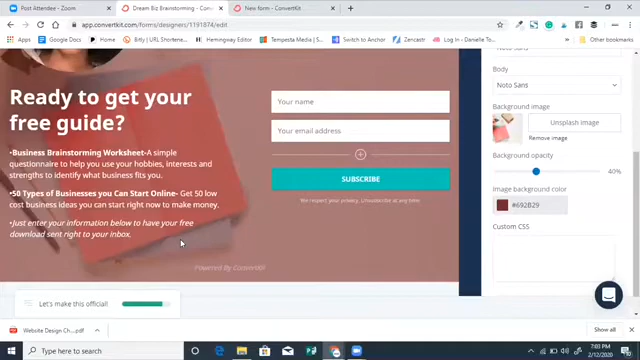 Post Attendee - Zoom
Dream Biz Brainstorming - Conve
New form - ConvertKit
app.convertkit.com/forms/designers/1191874/edit
Apps
Google Docs
Home
Bitly | URL Shortene
Hemingway Editor
Tempesta Media | S
Switch to Anchor
Zencastr
Log In ‹ Danielle To
Other bookmarks
Noto Sans
Body
Noto Sans
Background image
Unsplash image
Remove image
Background opacity
40%
Image background color
#692B29
Custom CSS
Ready to get your
free guide?
•Business Brainstorming Worksheet-A simple
questionnaire to help you use your hobbies, interests and
strengths to identify what business fits you.
•50 Types of Businesses you Can Start Online- Get 50 low
cost business ideas you can start right now to make money.
•Just enter your information below to have your free
download sent right to your inbox.
Your name
Your email address
SUBSCRIBE
We respect your privacy. Unsubscribe at any time.
Powered By ConvertKit
Let's make this official!
Website Design Ch....pdf
Show all
Type here to search
7:03 PM
2/12/2020